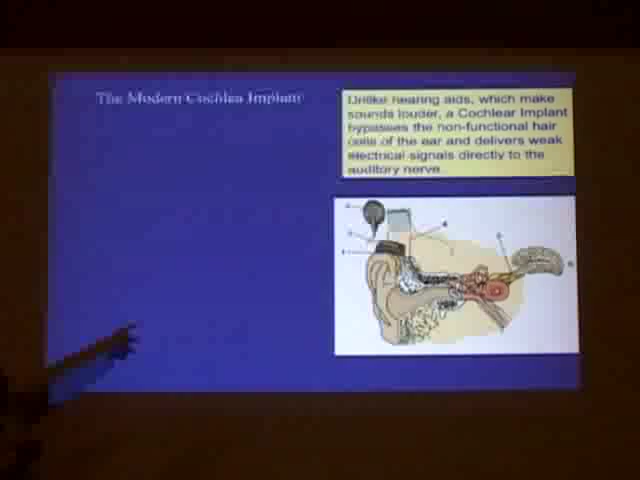 The Modern Cochlea Implant
Unlike hearing aids, which make
sounds louder, a Cochlear Implant
bypasses the non-functional hair
cells of the ear and delivers weak
electrical signals directly to the
auditory nerve.